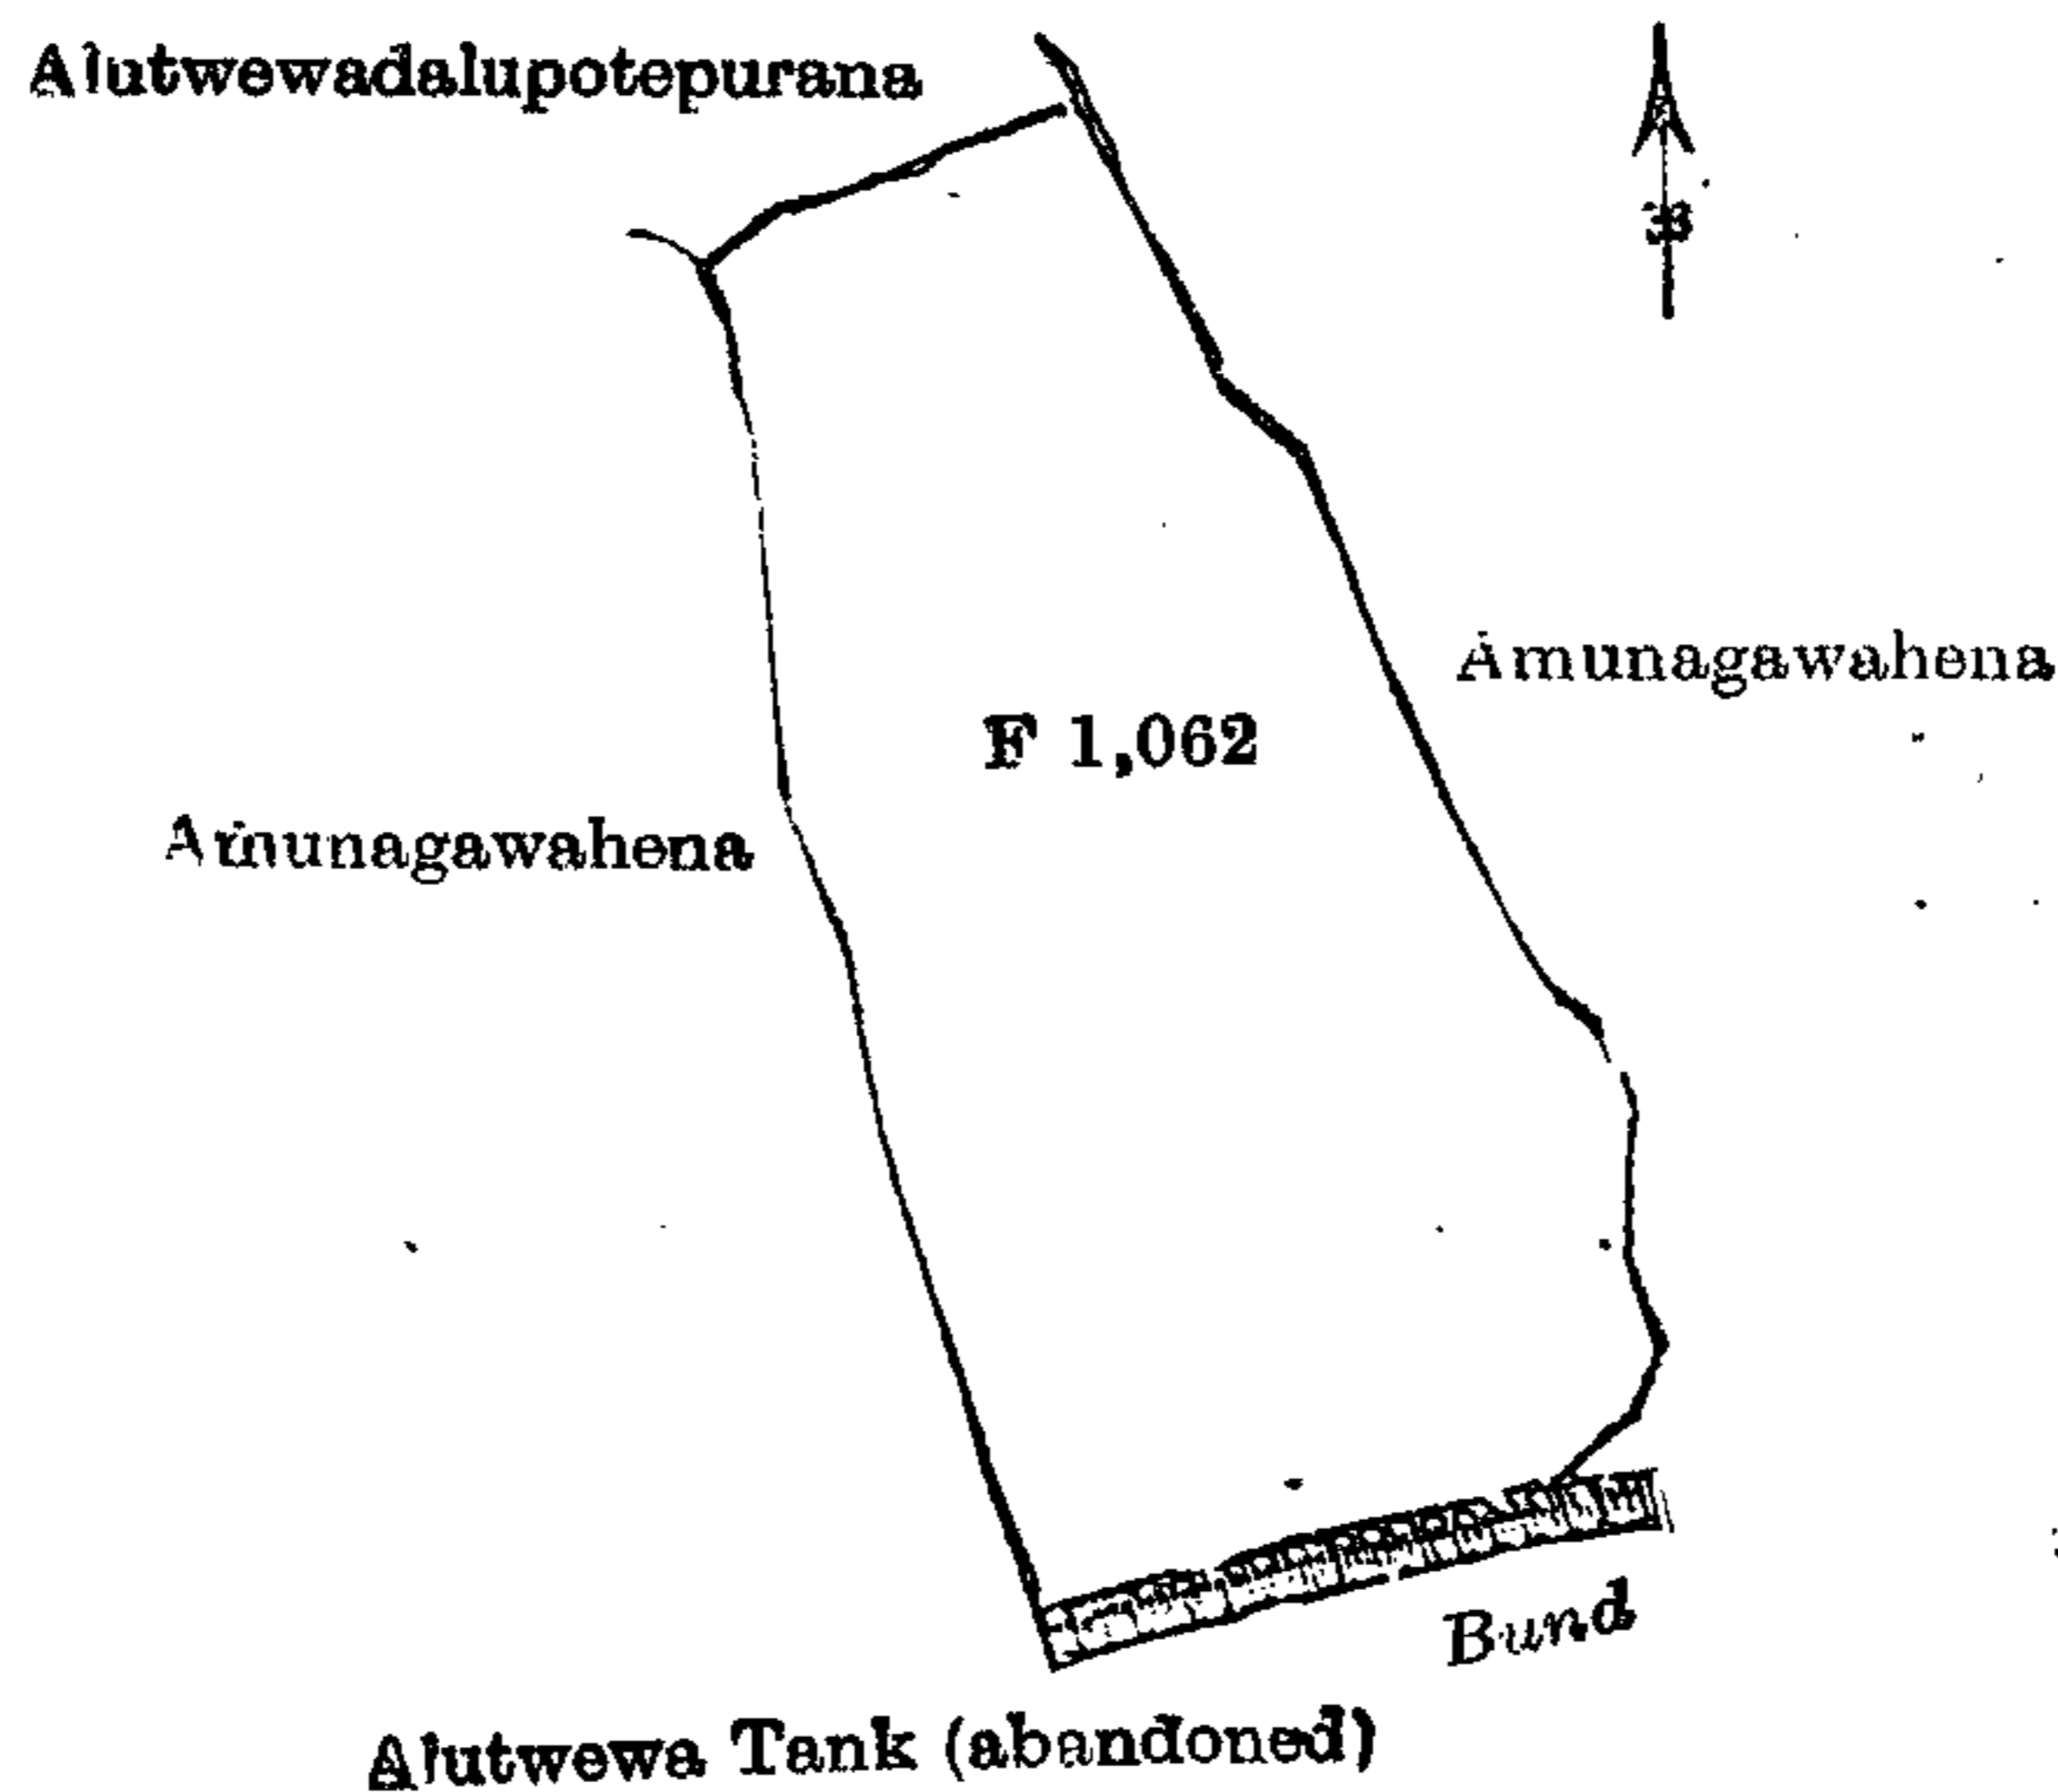 Alutwewadalupotepurana
Amunagawahena
F 1,062
Amunagawahena
Bund
Alutwewa Tank (abandoned)